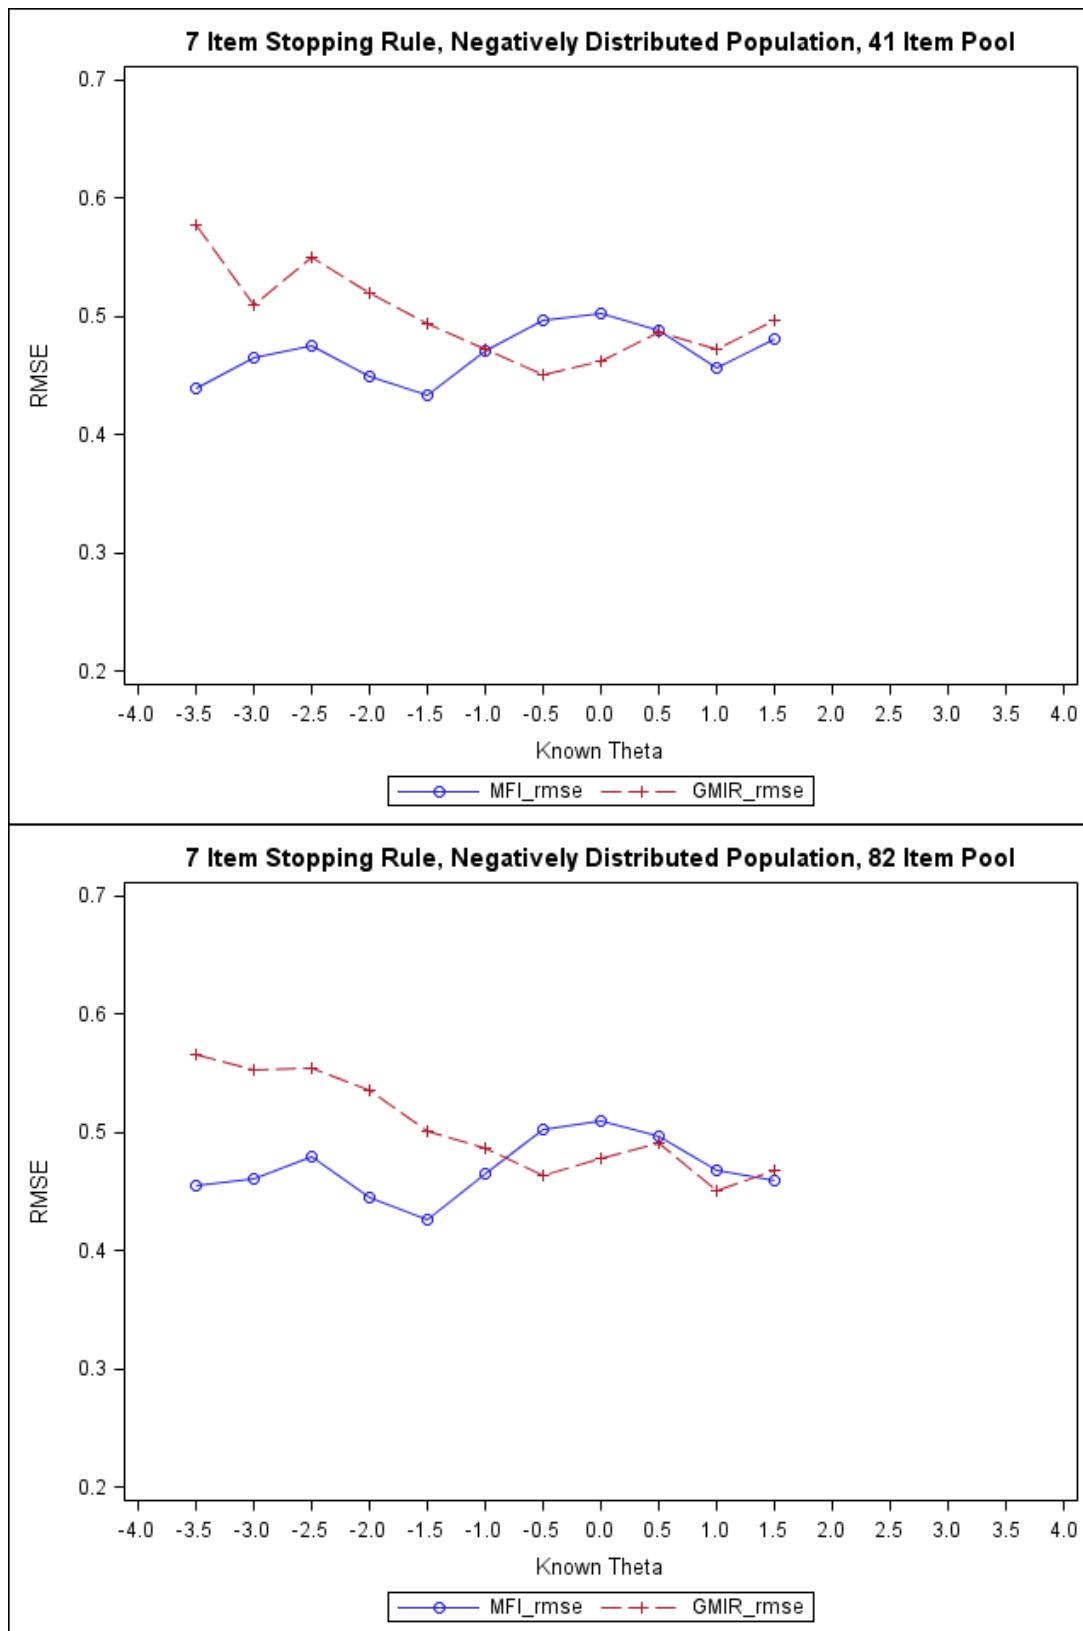 7 Item Stopping Rule, Negatively Distributed Population, 41 Item Pool
0.7
0.6
0.5
0.4
0.3
0.2
RMSE
-4.0 -3.5 -3.0 -2.5 -2.0 -1.5 -1.0 -0.5 0.0 0.5 1.0 1.5 2.0 2.5 3.0 3.5 4.0
Known Theta
MFI_rmse GMIR_rmse
7 Item Stopping Rule, Negatively Distributed Population, 82 Item Pool
0.7
0.6
0.5
0.4
0.3
0.2
RMSE
-4.0 -3.5 -3.0 -2.5 -2.0 -1.5 -1.0 -0.5 0.0 0.5 1.0 1.5 2.0 2.5 3.0 3.5 4.0
Known Theta
MFI_rmse GMIR_rmse